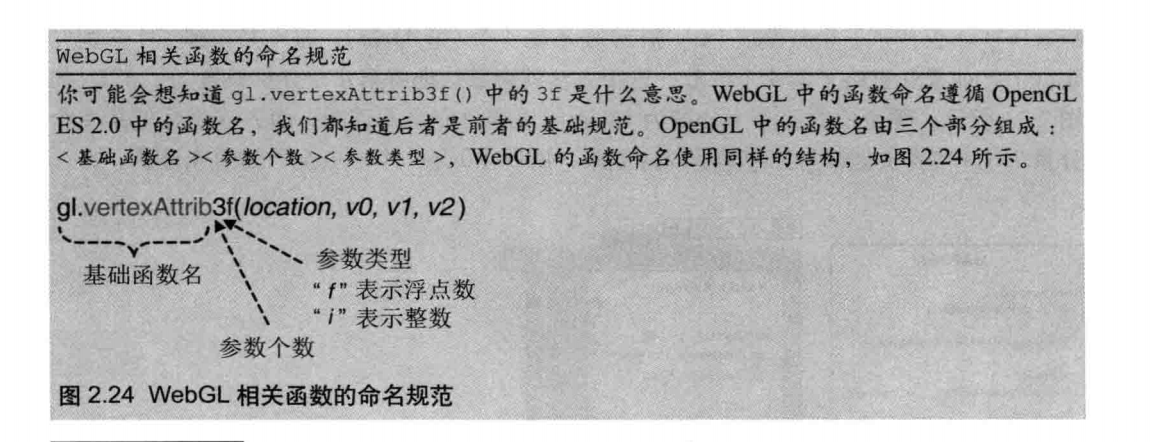 WebGL 相关函数的命名规范
你可能会想知道 gl.vertexAttrib3f() 中的 3f 是什么意思。WebGL 中的函数命名遵循 OpenGL
ES 2.0 中的函数名，我们都知道后者是前者的基础规范。OpenGL 中的函数名由三个部分组成：
<基础函数名><参数个数><参数类型>，WebGL 的函数命名使用同样的结构，如图 2.24 所示。
gl.vertexAttrib3f(location, v0, v1, v2)
基础函数名
参数类型
“f” 表示浮点数
“i” 表示整数
参数个数
图 2.24 WebGL 相关函数的命名规范